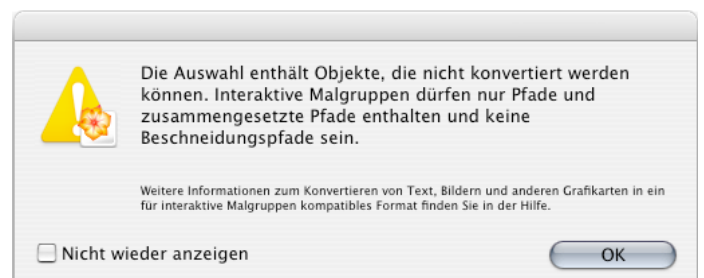 Die Auswahl enthält Objekte, die nicht konvertiert werden
können. Interaktive Malgruppen dürfen nur Pfade und
zusammengesetzte Pfade enthalten und keine
Beschneidungspfade sein.
Weitere Informationen zum Konvertieren von Text, Bildern und anderen Grafikarten in ein
für interaktive Malgruppen kompatibles Format finden Sie in der Hilfe.
Nicht wieder anzeigen
OK